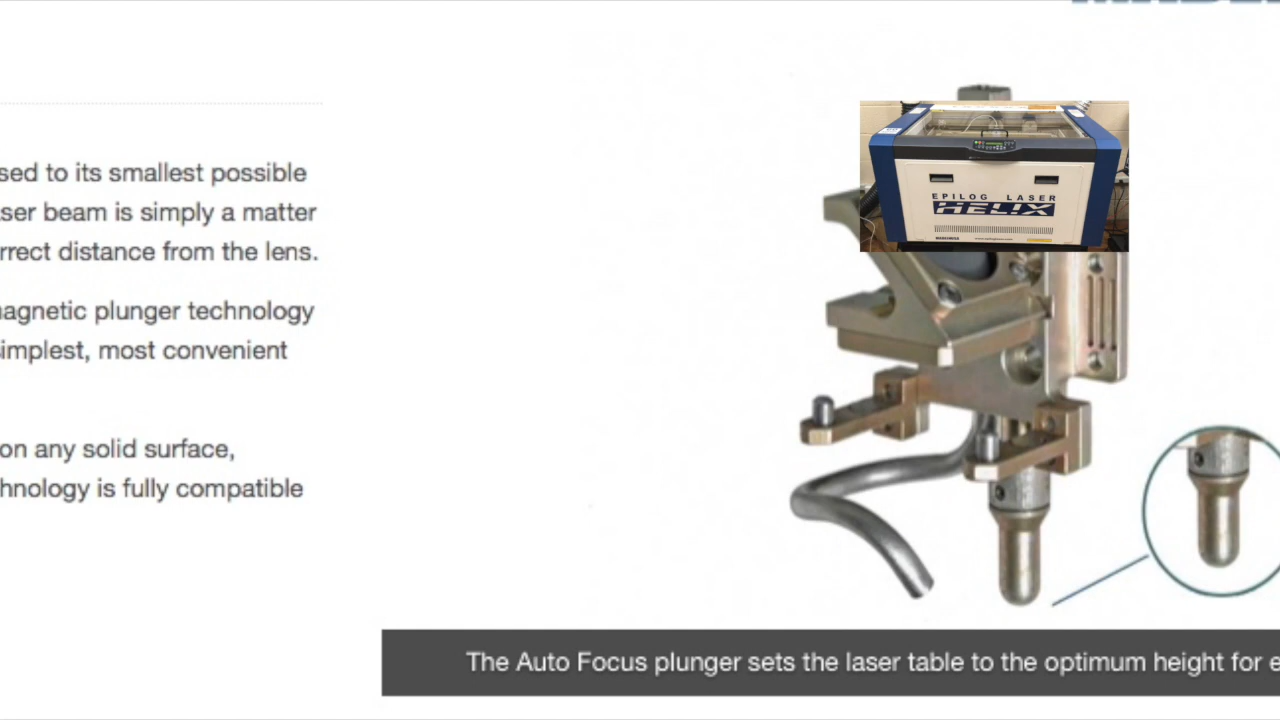 sed to its smallest possible
ser beam is simply a matter
rrect distance from the lens.
agnetic plunger technology
simplest, most convenient
on any solid surface,
hnology is fully compatible
EPILOG LASER
HELIX
The Auto Focus plunger sets the laser table to the optimum height for e